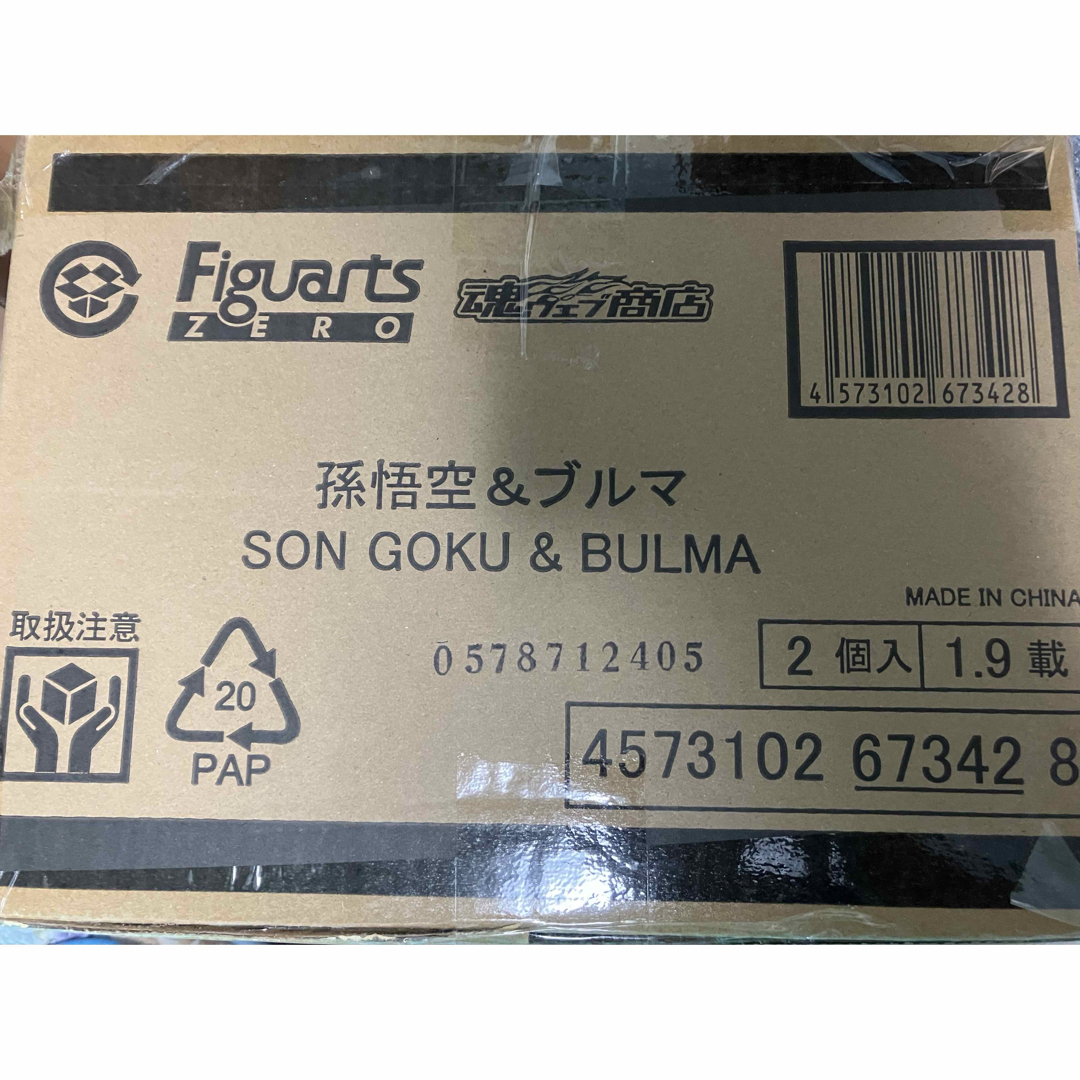 Figuarts
ZERO
魂ウェブ商店
4 573102 673428
孫悟空&ブルマ
SON GOKU & BULMA
MADE IN CHINA
取扱注意
20
PAP
0578712405
2個入 1.9載
4573102 67342 8